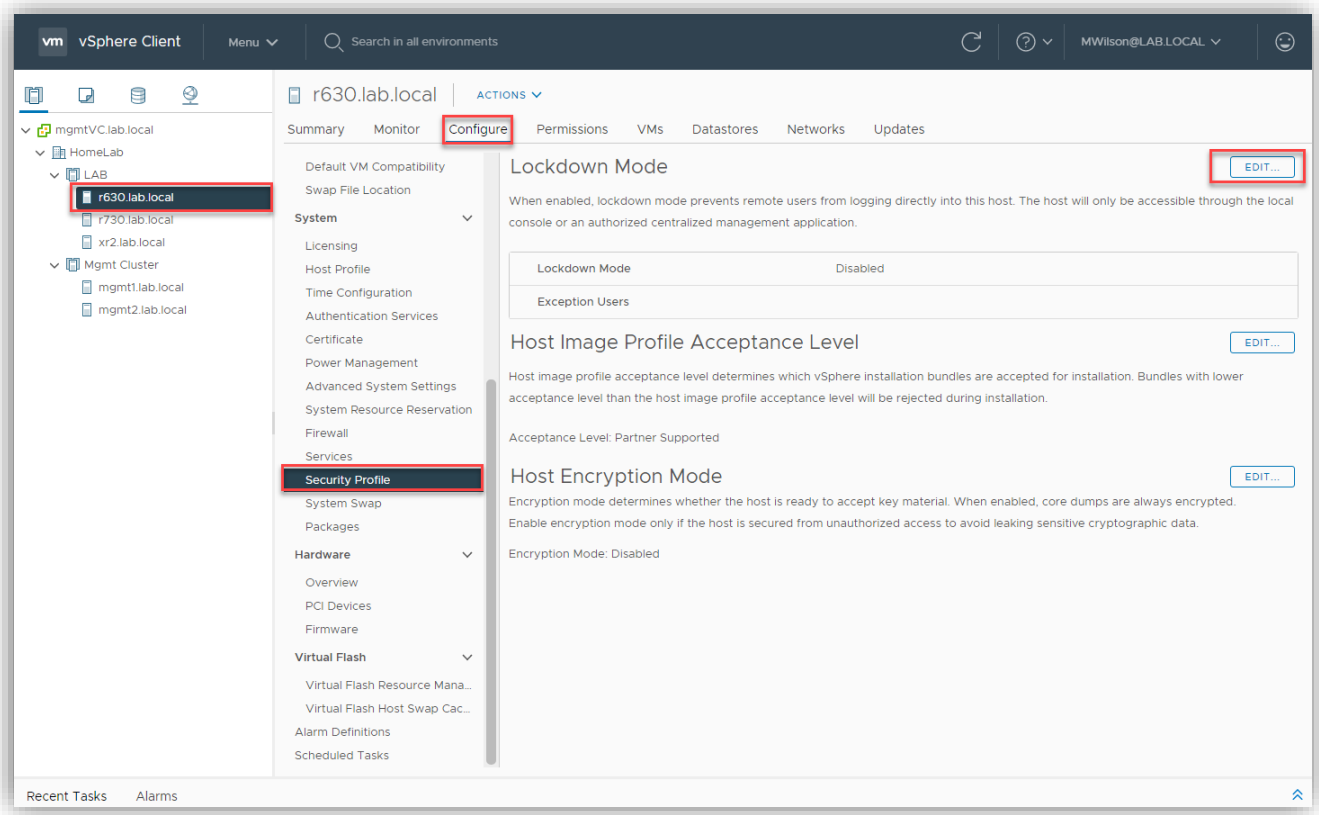 vm vSphere Client Menu Search in all environments MWilson@LAB.LOCAL
r630.lab.local ACTIONS
Summary Monitor Configure Permissions VMs Datastores Networks Updates
mgmtVC.lab.local
HomeLab
LAB
r630.lab.local
r730.lab.local
xr2.lab.local
Mgmt Cluster
mgmt1.lab.local
mgmt2.lab.local
Default VM Compatibility
Swap File Location
System
Licensing
Host Profile
Time Configuration
Authentication Services
Certificate
Power Management
Advanced System Settings
System Resource Reservation
Firewall
Services
Security Profile
System Swap
Packages
Hardware
Overview
PCI Devices
Firmware
Virtual Flash
Virtual Flash Resource Mana...
Virtual Flash Host Swap Cac...
Alarm Definitions
Scheduled Tasks
Lockdown Mode EDIT...
When enabled, lockdown mode prevents remote users from logging directly into this host. The host will only be accessible through the local
console or an authorized centralized management application.
Lockdown Mode Disabled
Exception Users
Host Image Profile Acceptance Level EDIT...
Host image profile acceptance level determines which vSphere installation bundles are accepted for installation. Bundles with lower
acceptance level than the host image profile acceptance level will be rejected during installation.
Acceptance Level: Partner Supported
Host Encryption Mode EDIT...
Encryption mode determines whether the host is ready to accept key material. When enabled, core dumps are always encrypted.
Enable encryption mode only if the host is secured from unauthorized access to avoid leaking sensitive cryptographic data.
Encryption Mode: Disabled
Recent Tasks Alarms